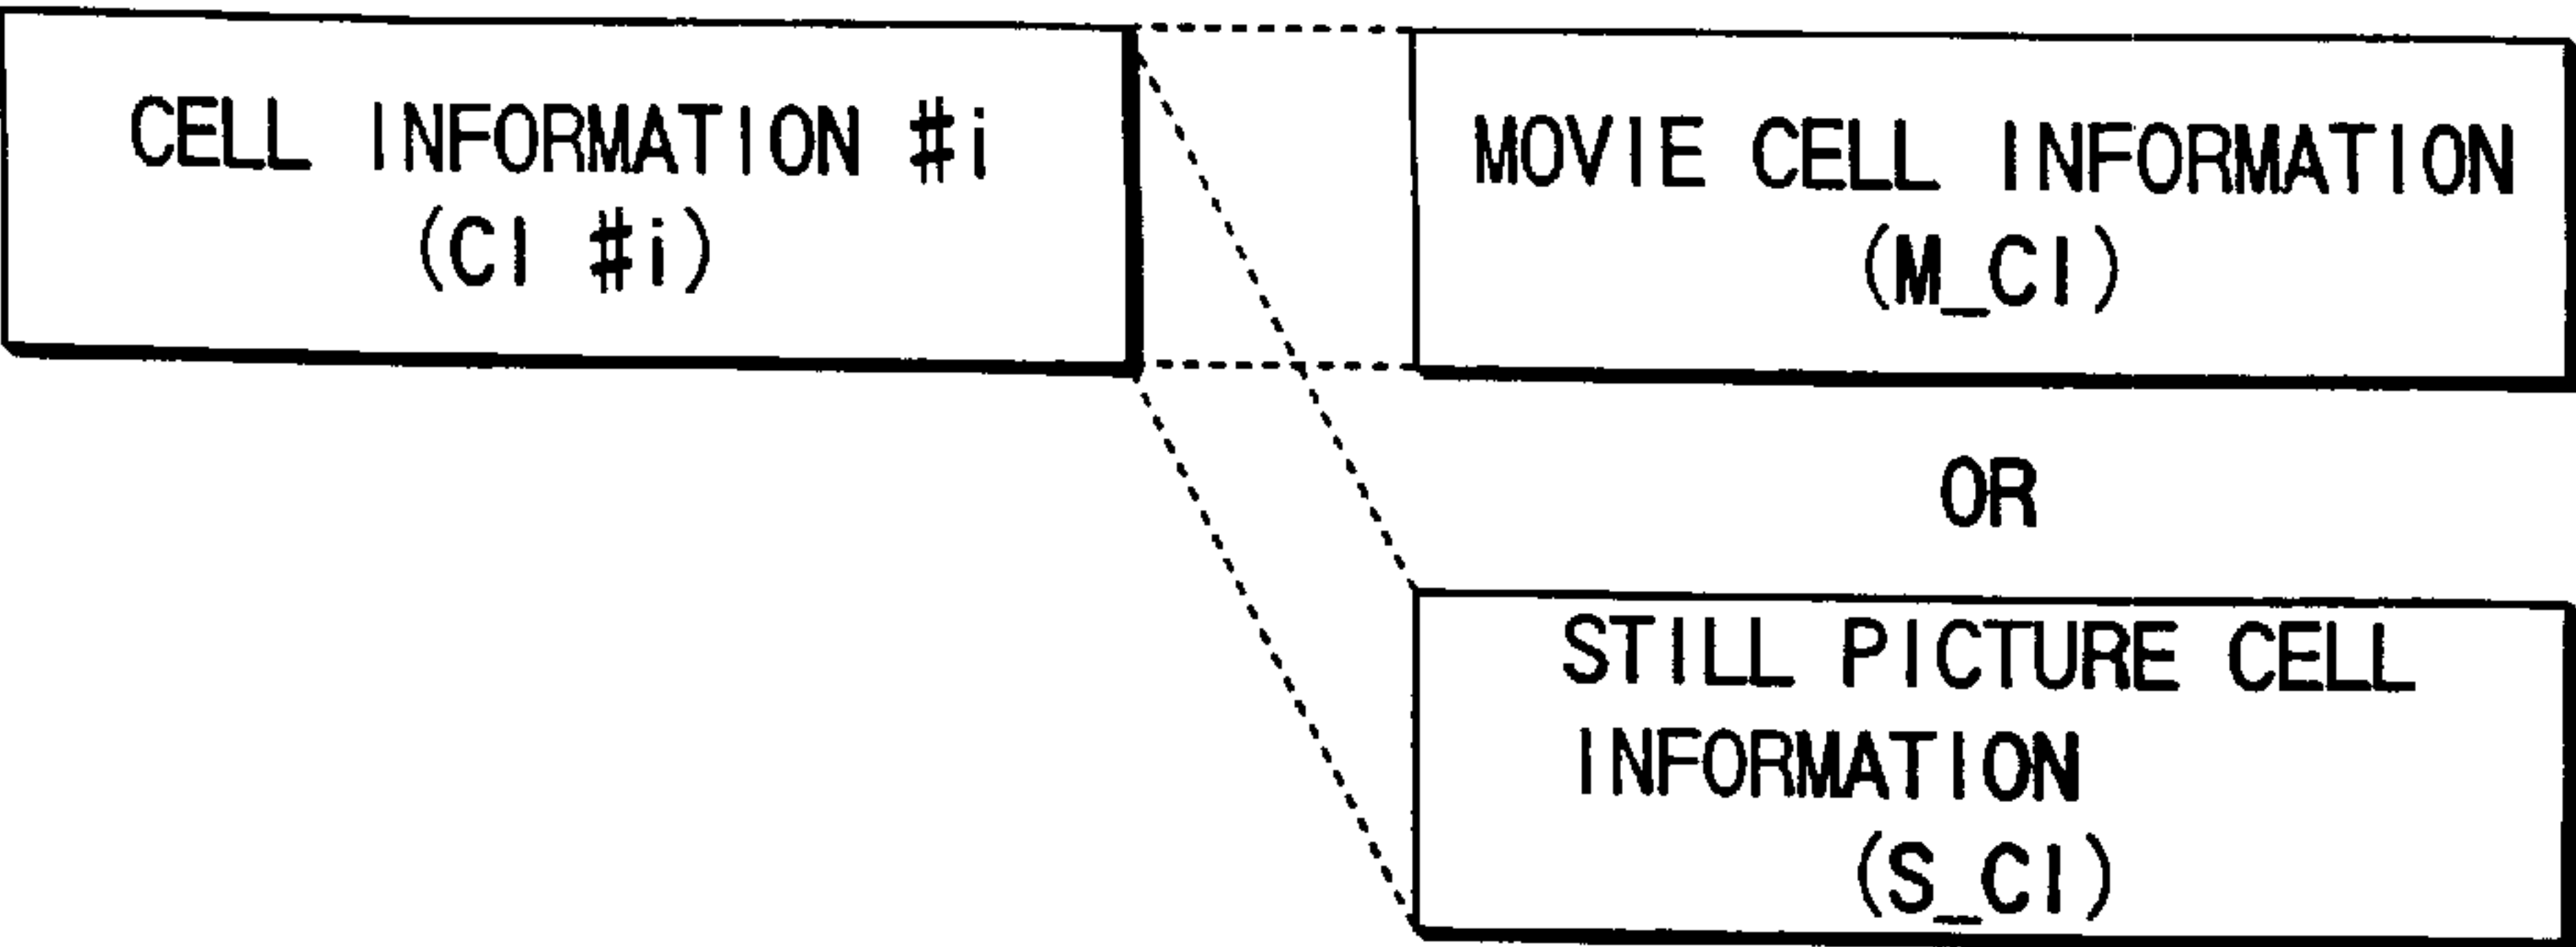 CELL INFORMATION #i
(CI #i)
MOVIE CELL INFORMATION
(M_CI)
OR
STILL PICTURE CELL
INFORMATION
(S_CI)